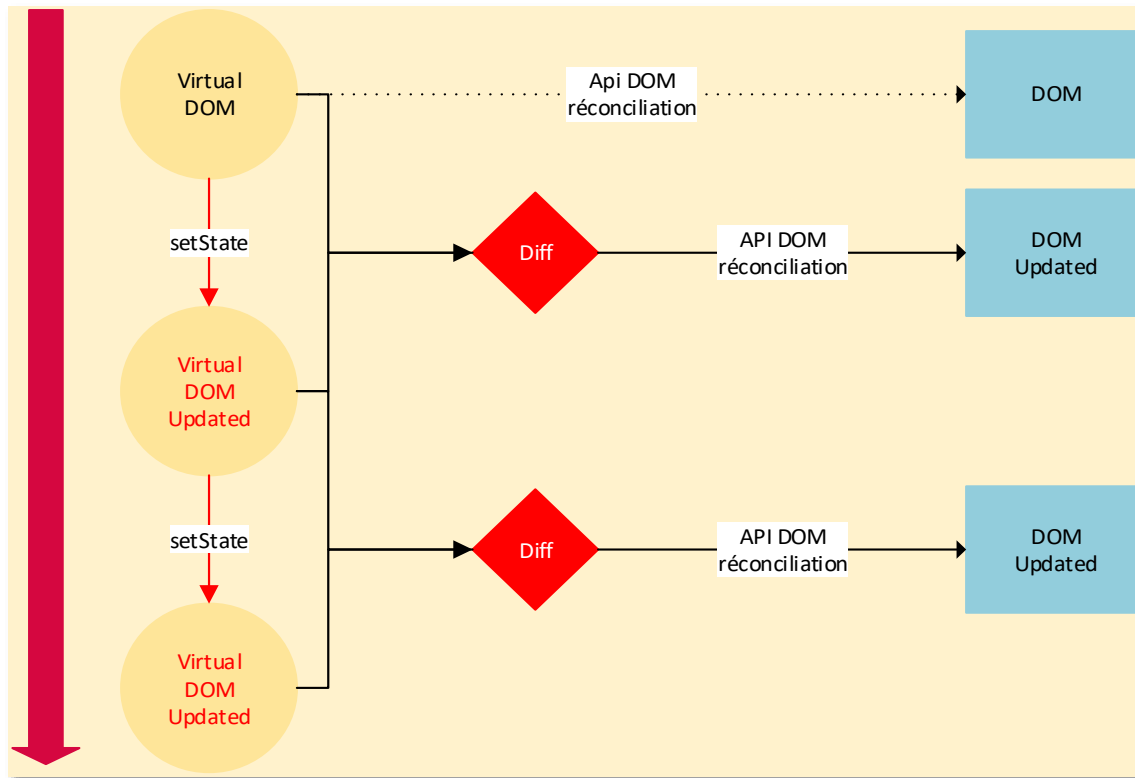 Virtual
DOM
Api DOM
réconciliation
DOM
setState
Diff
API DOM
réconciliation
DOM
Updated
Virtual
DOM
Updated
setState
Diff
API DOM
réconciliation
DOM
Updated
Virtual
DOM
Updated